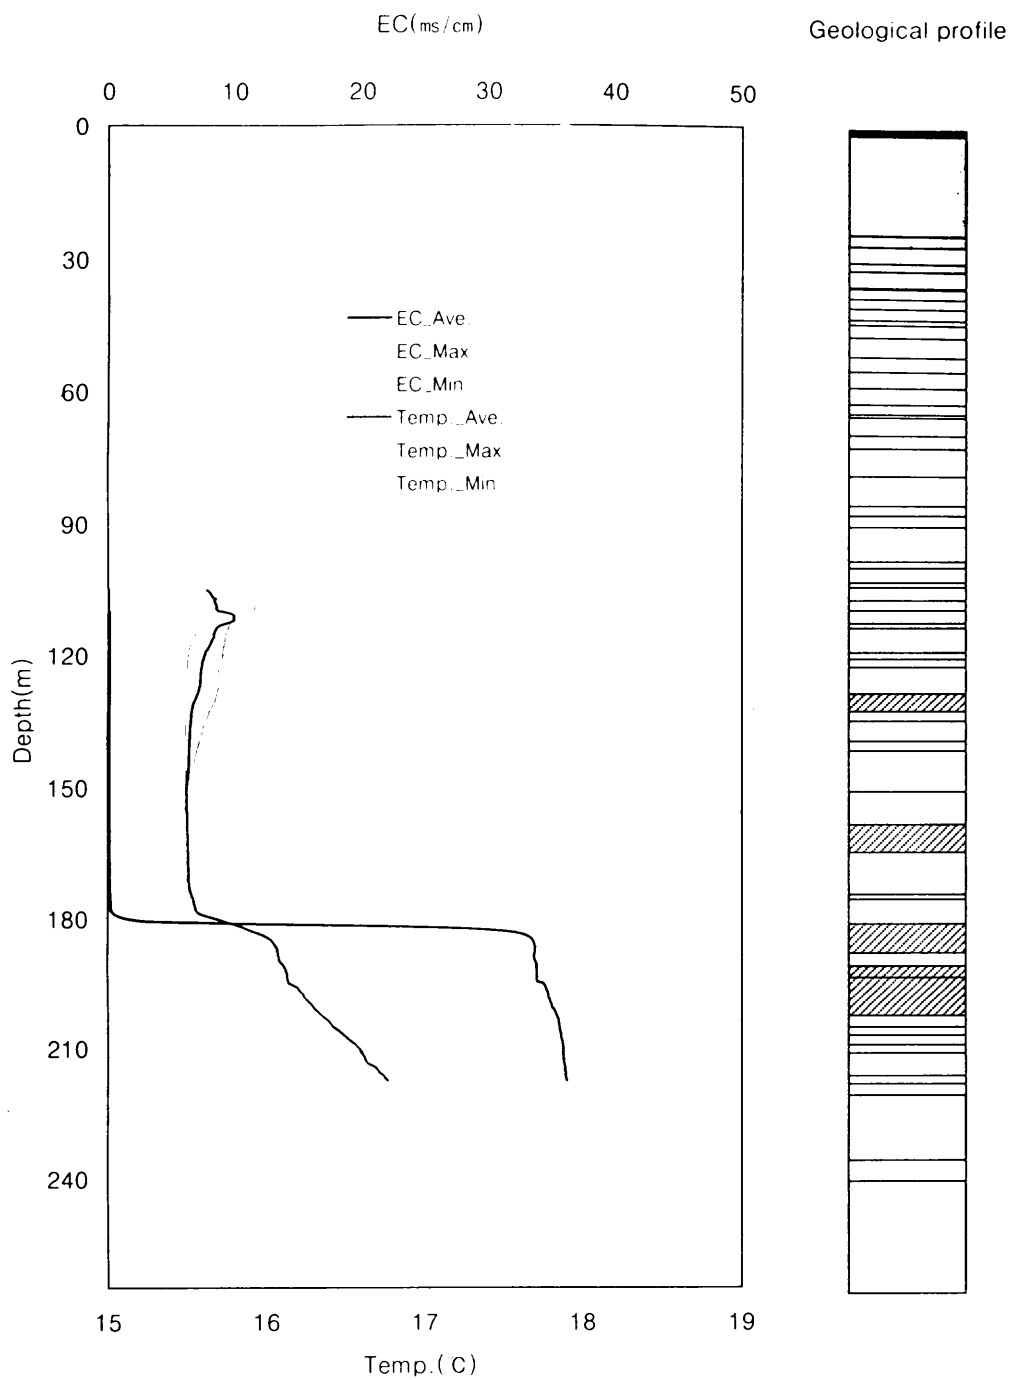 EC(ms/cm)
Geological profile
0 10 20 30 40 50
0
30
60
90
120
150
180
210
240
Depth(m)
EC_Ave.
EC_Max
EC_Min
Temp._Ave.
Temp._Max
Temp._Min
15 16 17 18 19
Temp.( C)